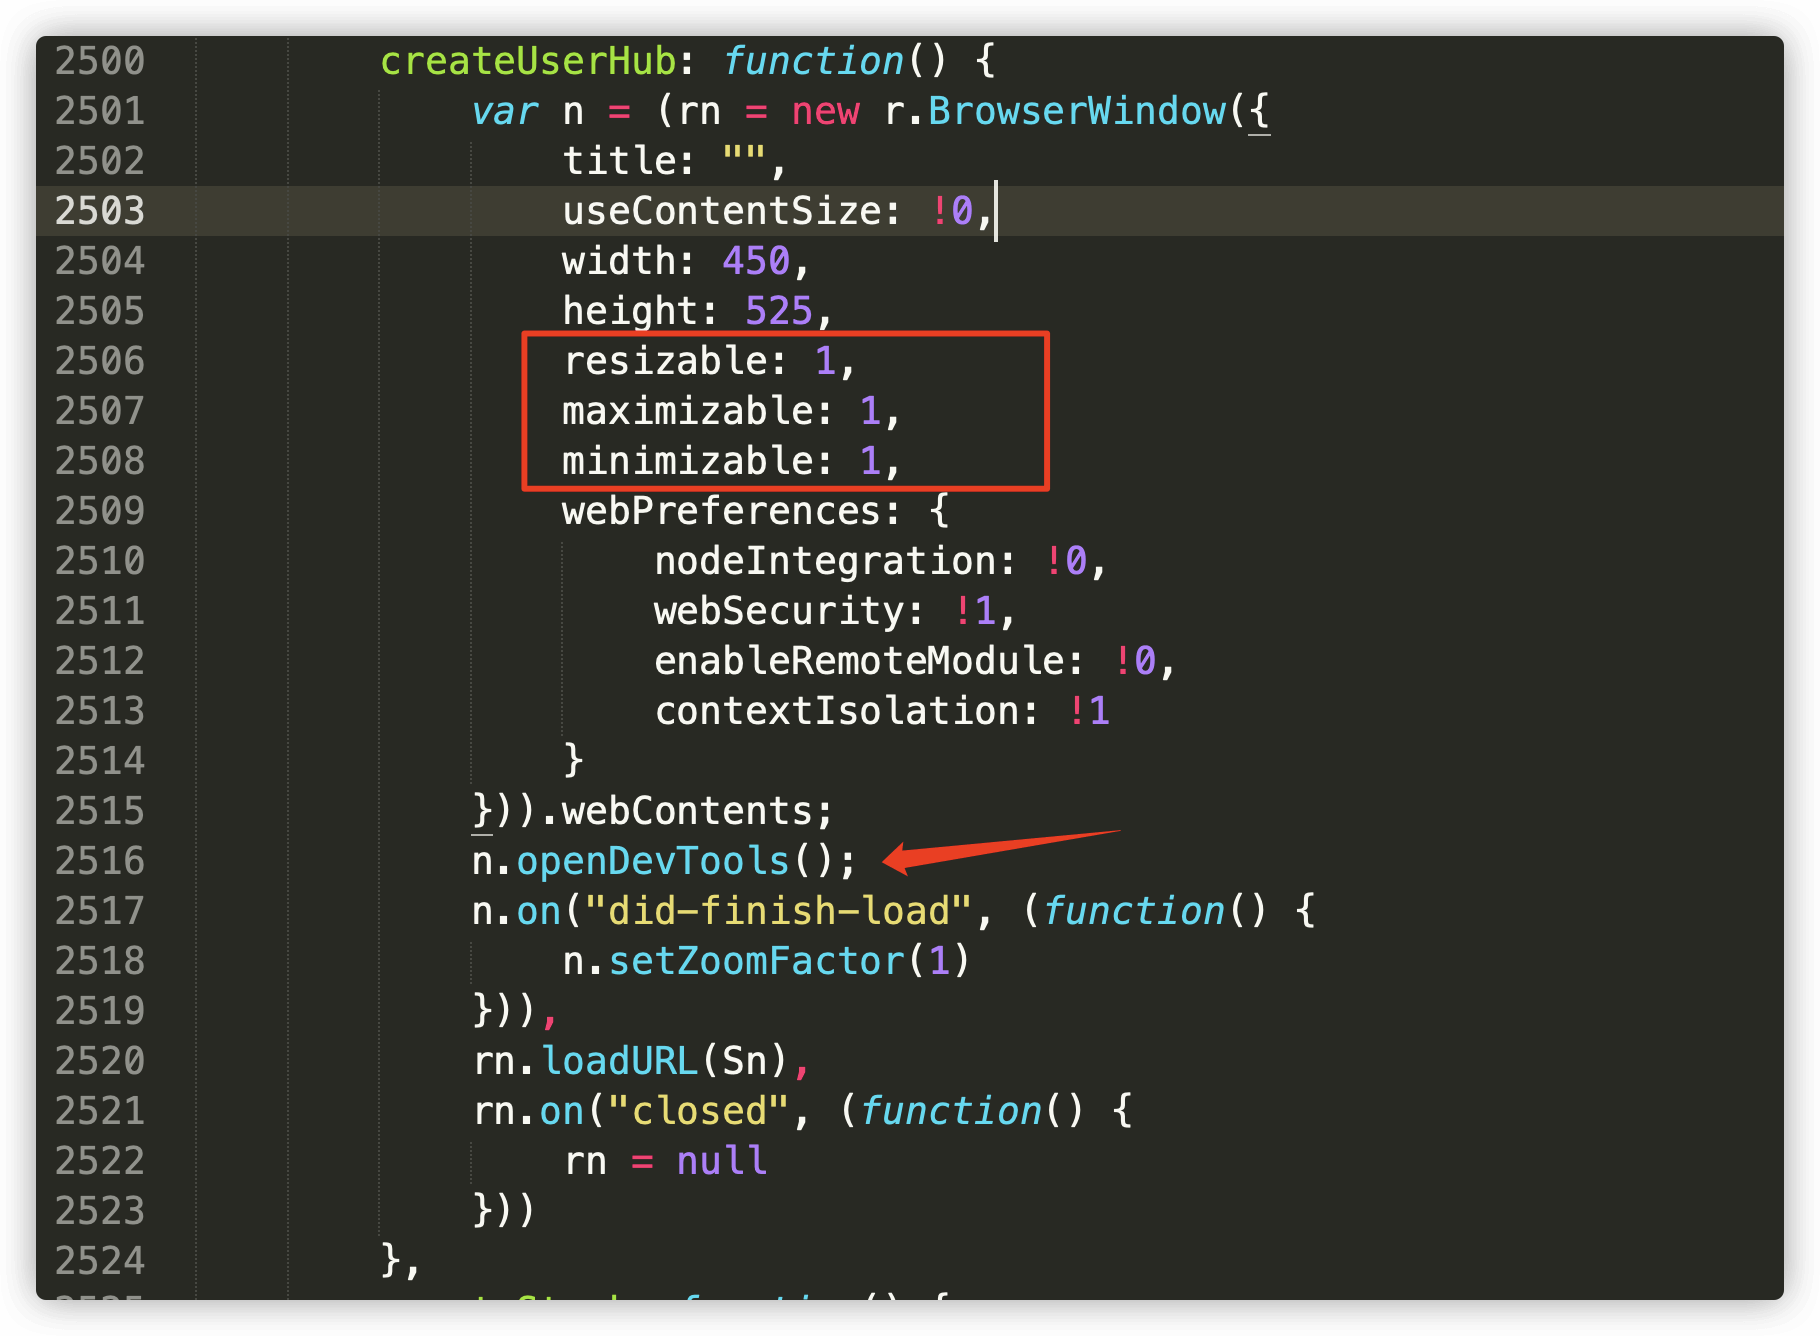 2500 createUserHub: function() {
2501 var n = (rn = new r.BrowserWindow({
2502 title: "",
2503 useContentSize: !0,
2504 width: 450,
2505 height: 525,
2506 resizable: 1,
2507 maximizable: 1,
2508 minimizable: 1,
2509 webPreferences: {
2510 nodeIntegration: !0,
2511 webSecurity: !1,
2512 enableRemoteModule: !0,
2513 contextIsolation: !1
2514 }
2515 })).webContents;
2516 n.openDevTools();
2517 n.on("did-finish-load", (function() {
2518 n.setZoomFactor(1)
2519 })),
2520 rn.loadURL(Sn),
2521 rn.on("closed", (function() {
2522 rn = null
2523 }))
2524 },